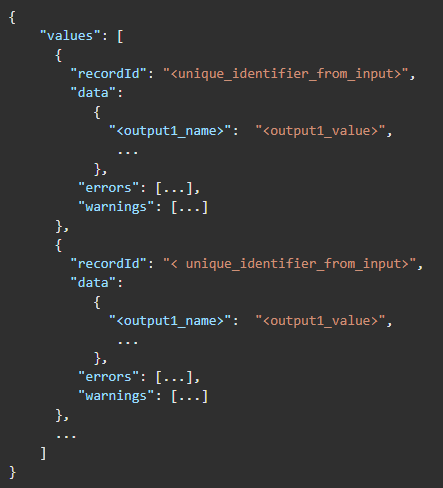 {
    "values": [
      {
        "recordId": "<unique_identifier_from_input>",
        "data":
           {
             "<output1_name>":  "<output1_value>",
              ...
           },
         "errors": [...],
         "warnings": [...]
      },
      {
        "recordId": "< unique_identifier_from_input>",
        "data":
           {
             "<output1_name>":  "<output1_value>",
              ...
           },
         "errors": [...],
         "warnings": [...]
      },
      ...
    ]
}